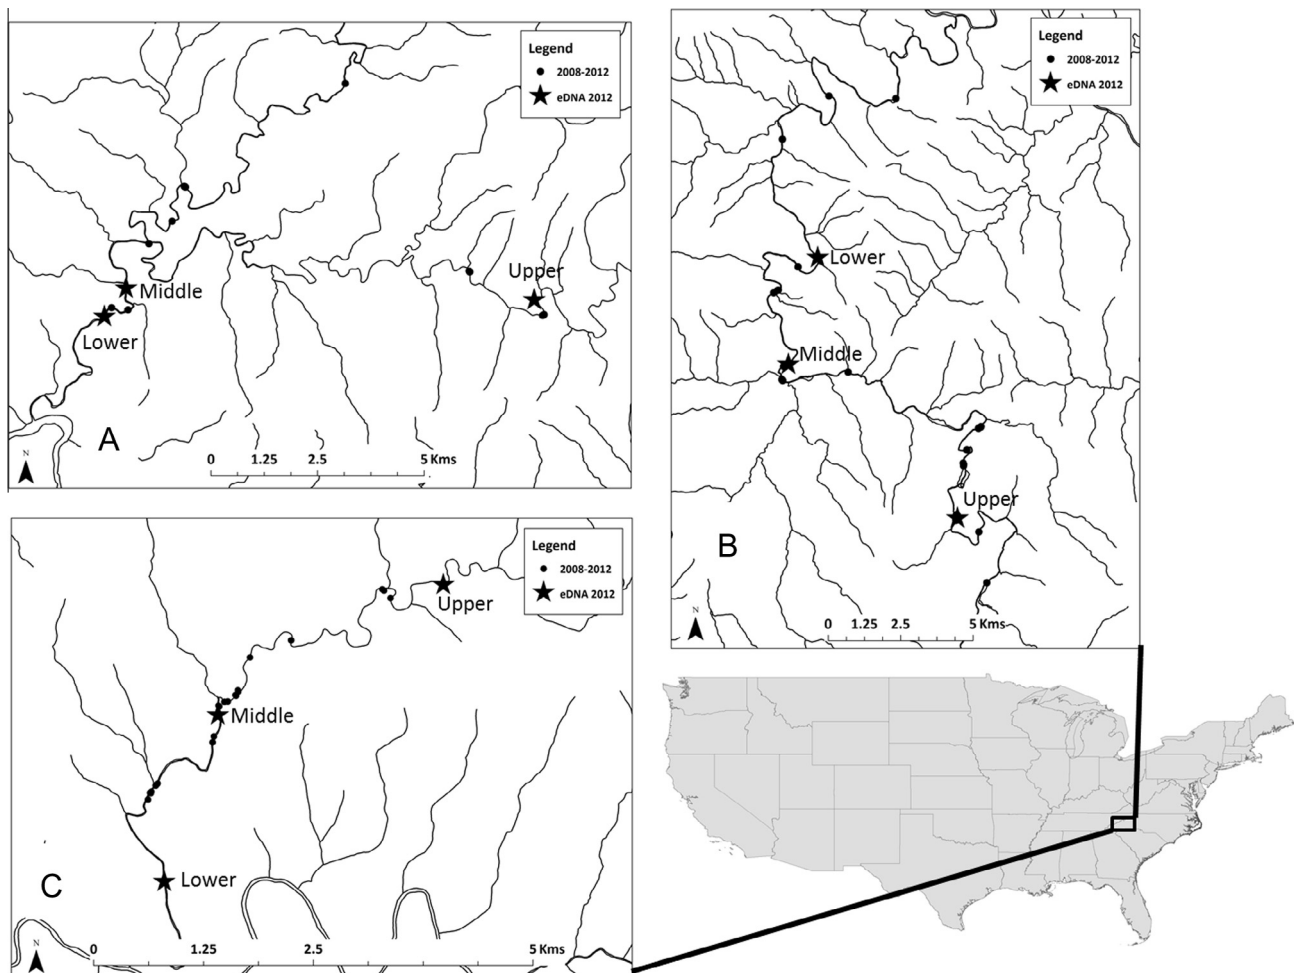 Legend
2008-2012
eDNA 2012
Upper
Middle
Lower
A
N
0 1.25 2.5 5 Kms
Legend
2008-2012
eDNA 2012
Lower
Middle
Upper
B
N
0 1.25 2.5 5 Kms
Legend
2008-2012
eDNA 2012
Upper
Middle
Lower
C
N
0 1.25 2.5 5 Kms